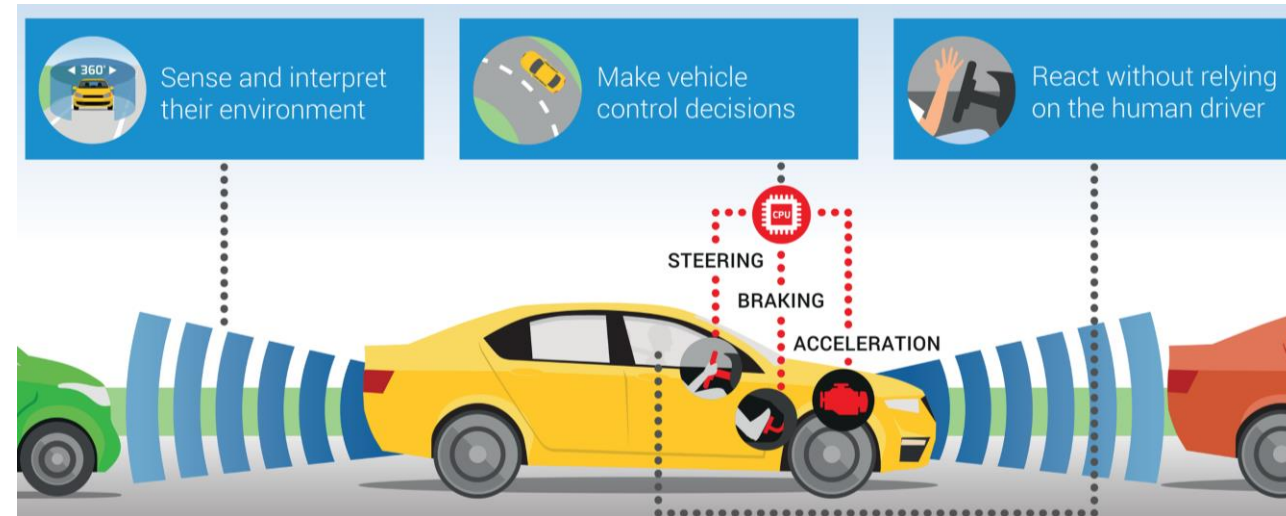 ◄ 360° ►
Sense and interpret
their environment
Make vehicle
control decisions
React without relying
on the human driver
CPU
STEERING
BRAKING
ACCELERATION